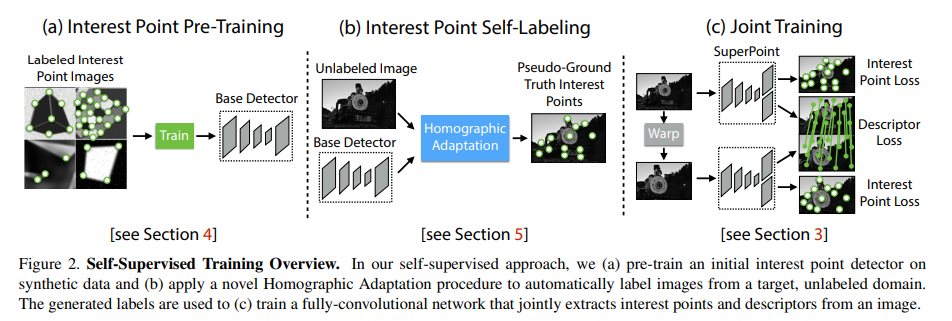 (a) Interest Point Pre-Training
Labeled Interest
Point Images
Train
Base Detector
[see Section 4]
(b) Interest Point Self-Labeling
Unlabeled Image
Base Detector
Homographic
Adaptation
Pseudo-Ground
Truth Interest
Points
[see Section 5]
(c) Joint Training
SuperPoint
Warp
Interest
Point Loss
Descriptor
Loss
Interest
Point Loss
[see Section 3]
Figure 2. Self-Supervised Training Overview. In our self-supervised approach, we (a) pre-train an initial interest point detector on
synthetic data and (b) apply a novel Homographic Adaptation procedure to automatically label images from a target, unlabeled domain.
The generated labels are used to (c) train a fully-convolutional network that jointly extracts interest points and descriptors from an image.